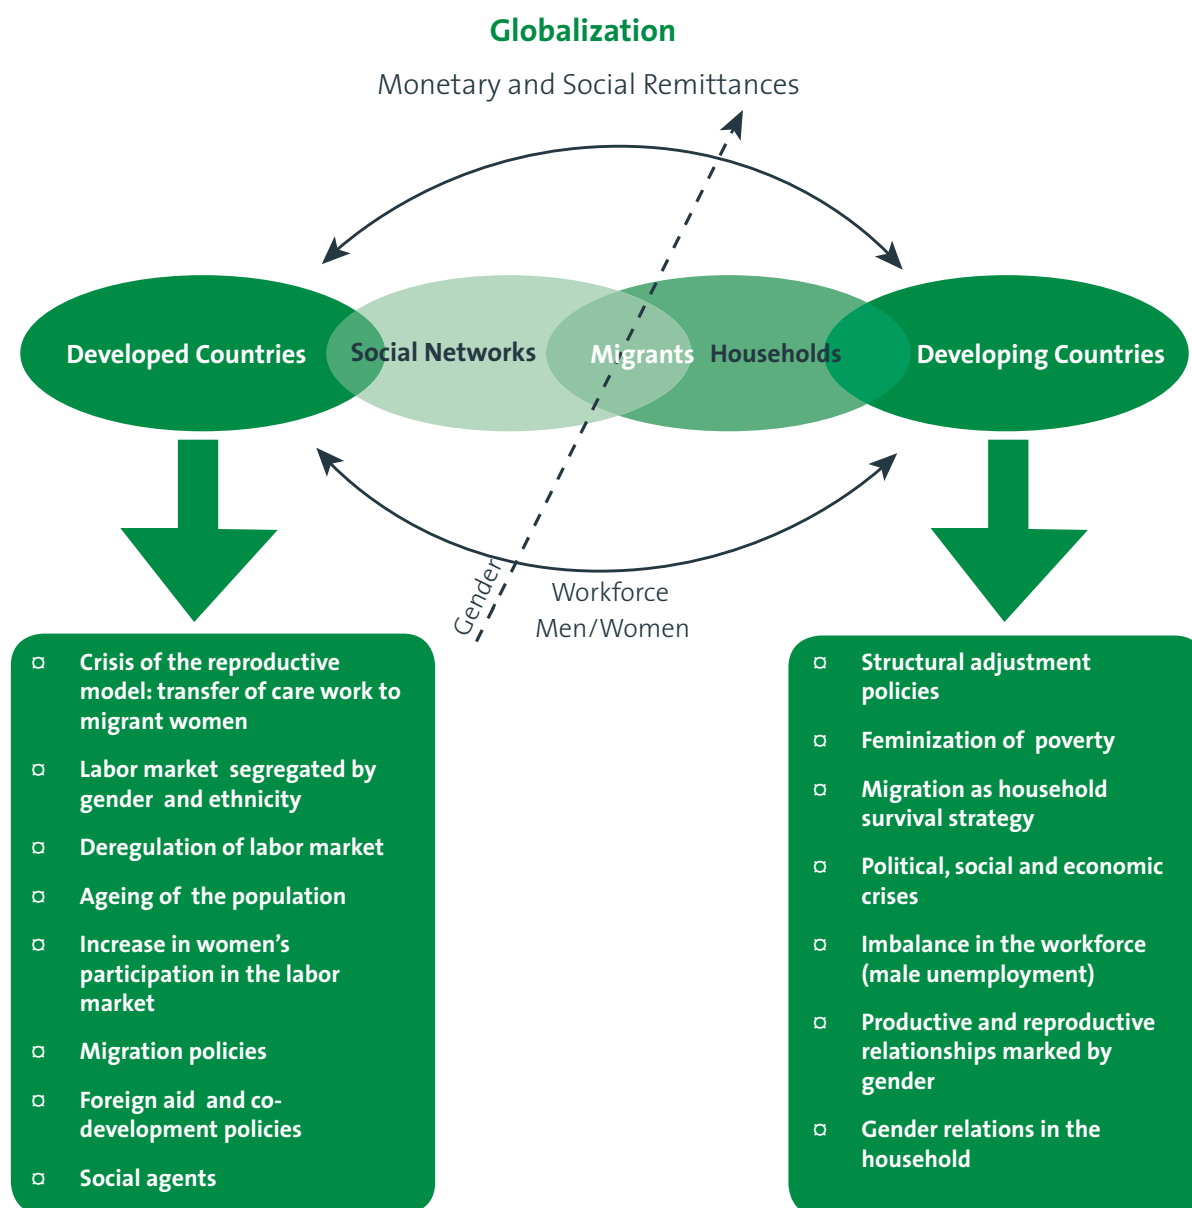 Globalization
Monetary and Social Remittances
Developed Countries
Social Networks
Migrants
Households
Developing Countries
Gender
Workforce
Men/Women
¤ Crisis of the reproductive
model: transfer of care work to
migrant women
¤ Labor market segregated by
gender and ethnicity
¤ Deregulation of labor market
¤ Ageing of the population
¤ Increase in women’s
participation in the labor
market
¤ Migration policies
¤ Foreign aid and co-
development policies
¤ Social agents
¤ Structural adjustment
policies
¤ Feminization of poverty
¤ Migration as household
survival strategy
¤ Political, social and economic
crises
¤ Imbalance in the workforce
(male unemployment)
¤ Productive and reproductive
relationships marked by
gender
¤ Gender relations in the
household